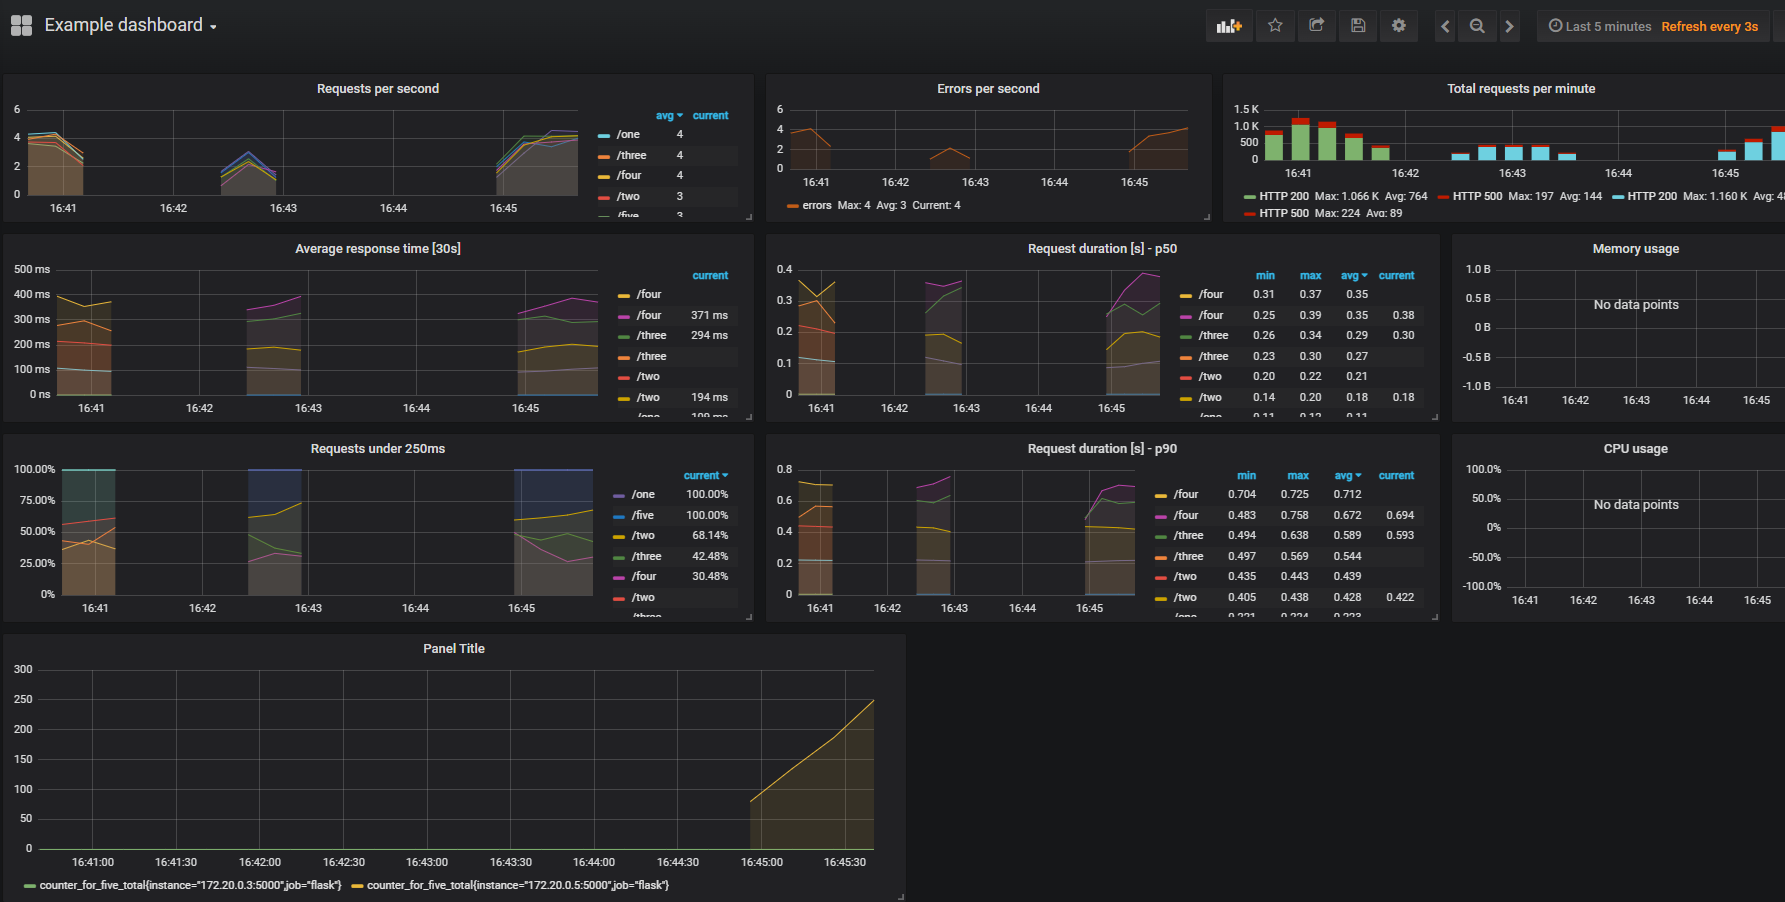 Example dashboard
Last 5 minutes Refresh every 3s
Requests per second
6
4
2
0
16:41 16:42 16:43 16:44 16:45
avg current
/one 4
/three 4
/four 4
/two 3
/five 3
Errors per second
6
4
2
0
16:41 16:42 16:43 16:44 16:45
errors Max: 4 Avg: 3 Current: 4
Total requests per minute
1.5 K
1.0 K
500
0
16:41 16:42 16:43 16:44 16:45
HTTP 200 Max: 1.066 K Avg: 764 HTTP 500 Max: 197 Avg: 144 HTTP 200 Max: 1.160 K Avg:
HTTP 500 Max: 224 Avg: 89
Average response time [30s]
500 ms
400 ms
300 ms
200 ms
100 ms
0 ns
16:41 16:42 16:43 16:44 16:45
current
/four
/four 371 ms
/three 294 ms
/three
/two
/two 194 ms
/one 109 ms
Request duration [s] - p50
0.4
0.3
0.2
0.1
0
16:41 16:42 16:43 16:44 16:45
min max avg current
/four 0.31 0.37 0.35
/four 0.25 0.39 0.35 0.38
/three 0.26 0.34 0.29 0.30
/three 0.23 0.30 0.27
/two 0.20 0.22 0.21
/two 0.14 0.20 0.18 0.18
/one 0.11 0.12 0.11
Memory usage
1.0 B
0.5 B
0 B
-0.5 B
-1.0 B
No data points
16:41 16:42 16:43 16:44 16:45
Requests under 250ms
100.00%
75.00%
50.00%
25.00%
0%
16:41 16:42 16:43 16:44 16:45
current
/one 100.00%
/five 100.00%
/two 68.14%
/three 42.48%
/four 30.48%
/two
/three
Request duration [s] - p90
0.8
0.6
0.4
0.2
0
16:41 16:42 16:43 16:44 16:45
min max avg current
/four 0.704 0.725 0.712
/four 0.483 0.758 0.672 0.694
/three 0.494 0.638 0.589 0.593
/three 0.497 0.569 0.544
/two 0.435 0.443 0.439
/two 0.405 0.438 0.428 0.422
/one 0.221 0.224 0.223
CPU usage
100.0%
50.0%
0%
-50.0%
-100.0%
No data points
16:41 16:42 16:43 16:44 16:45
Panel Title
300
250
200
150
100
50
0
16:41:00 16:41:30 16:42:00 16:42:30 16:43:00 16:43:30 16:44:00 16:44:30 16:45:00 16:45:30
counter_for_five_total{instance="172.20.0.3:5000",job="flask"} counter_for_five_total{instance="172.20.0.5:5000",job="flask"}